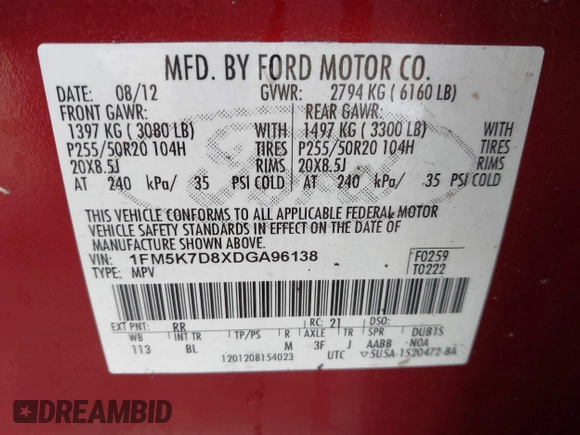 MFD. BY FORD MOTOR CO.
DATE: 08/12 GVWR: 2794 KG ( 6160 LB)
FRONT GAWR: REAR GAWR:
1397 KG ( 3080 LB) WITH 1497 KG ( 3300 LB) WITH
P255/50R20 104H TIRES P255/50R20 104H TIRES
20X8.5J RIMS 20X8.5J RIMS
AT 240 kPa/ 35 PSI COLD AT 240 kPa/ 35 PSI COLD
THIS VEHICLE CONFORMS TO ALL APPLICABLE FEDERAL MOTOR
VEHICLE SAFETY STANDARDS IN EFFECT ON THE DATE OF
MANUFACTURE SHOWN ABOVE.
VIN: 1FM5K7D8XDGA96138 F0259
TYPE: MPV T0222
EXT PNT: RR RC: 21 DSO:
WB INT TR TP/PS R AXLE TR SPR DUB1S
113 BL M 3F J AABB N0A
1201208154023 UTC ▽5U5A-1520472-BA
DREAMBID